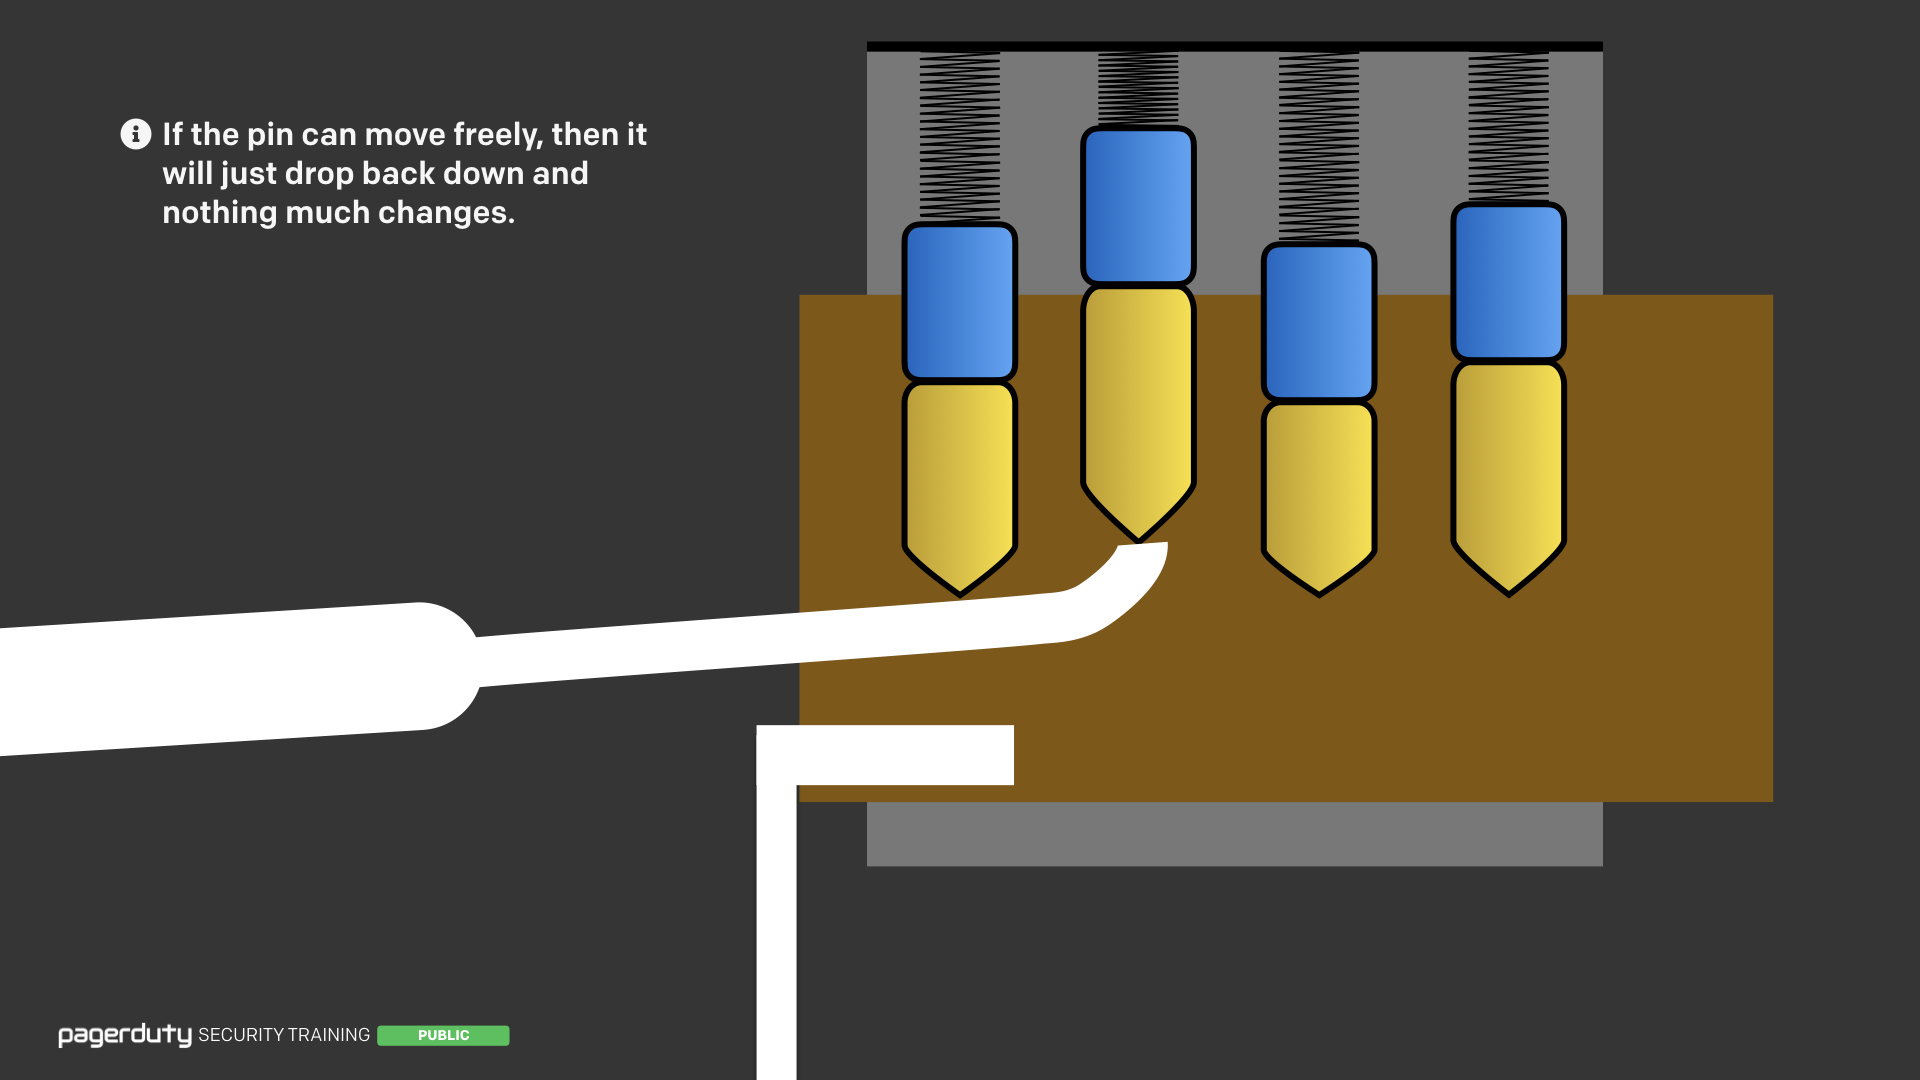 If the pin can move freely, then it
will just drop back down and
nothing much changes.
pagerduty SECURITY TRAINING PUBLIC